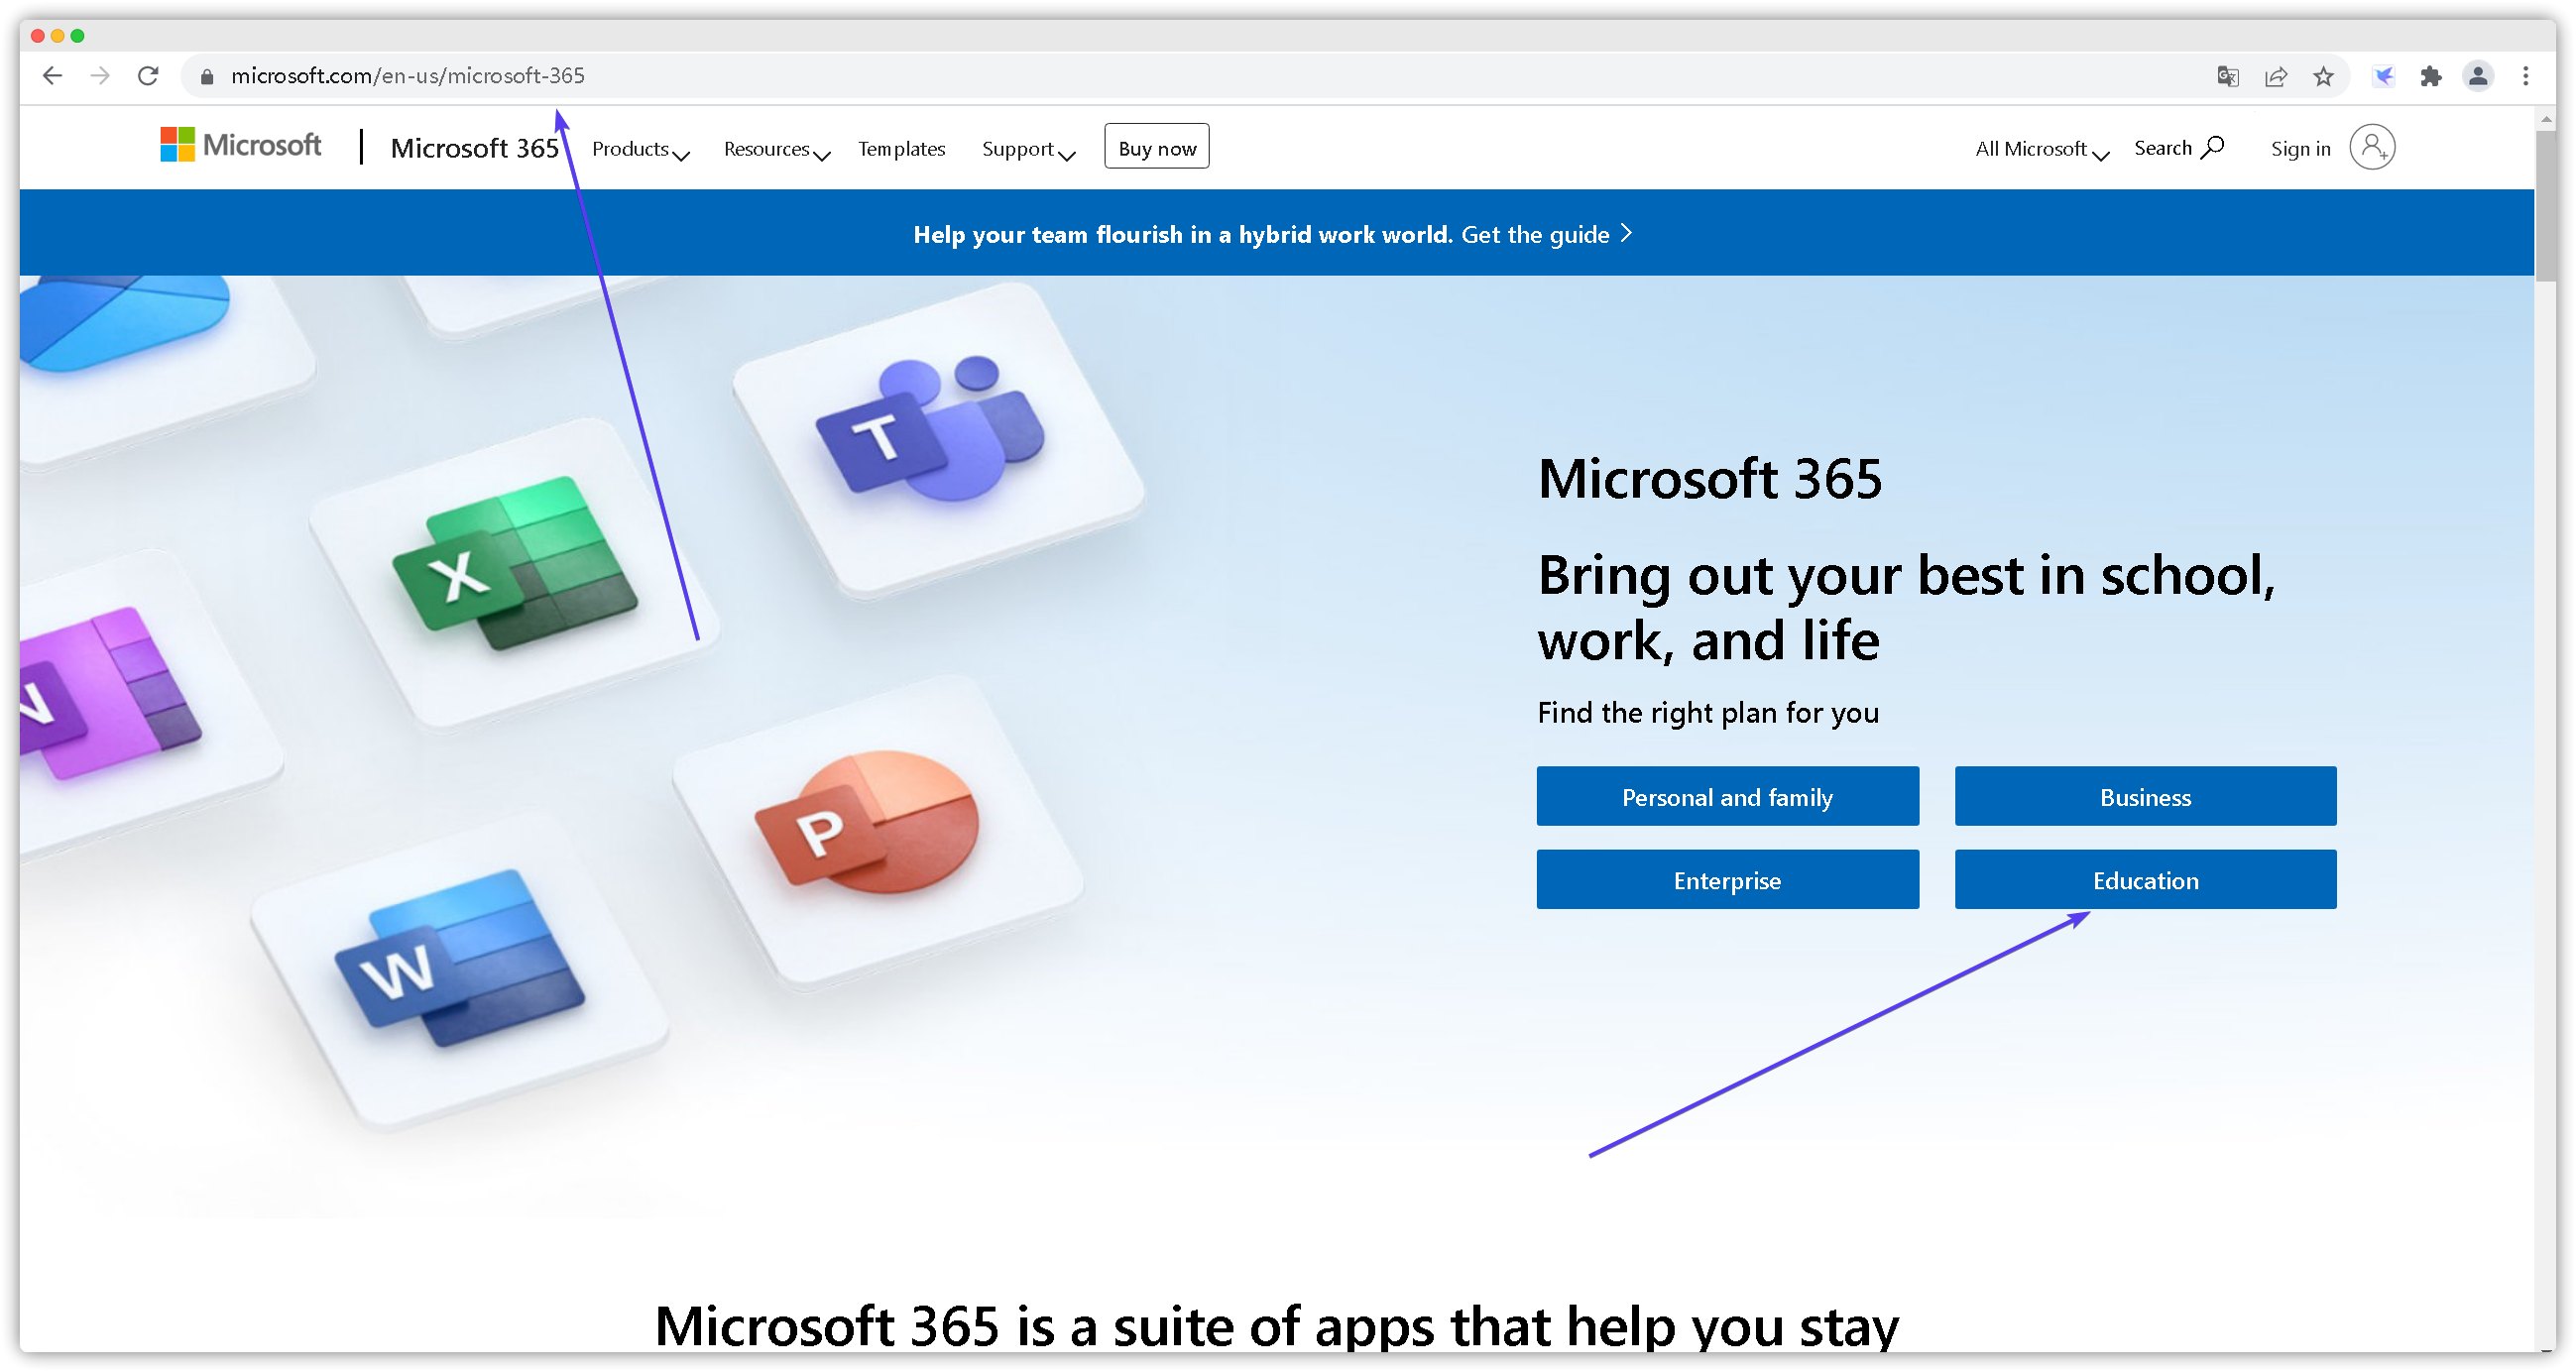 microsoft.com/en-us/microsoft-365
Microsoft
Microsoft 365 Products Resources Templates Support Buy now All Microsoft Search Sign in
Help your team flourish in a hybrid work world. Get the guide
T
X
N
P
W
Microsoft 365
Bring out your best in school,
work, and life
Find the right plan for you
Personal and family Business
Enterprise Education
Microsoft 365 is a suite of apps that help you stay